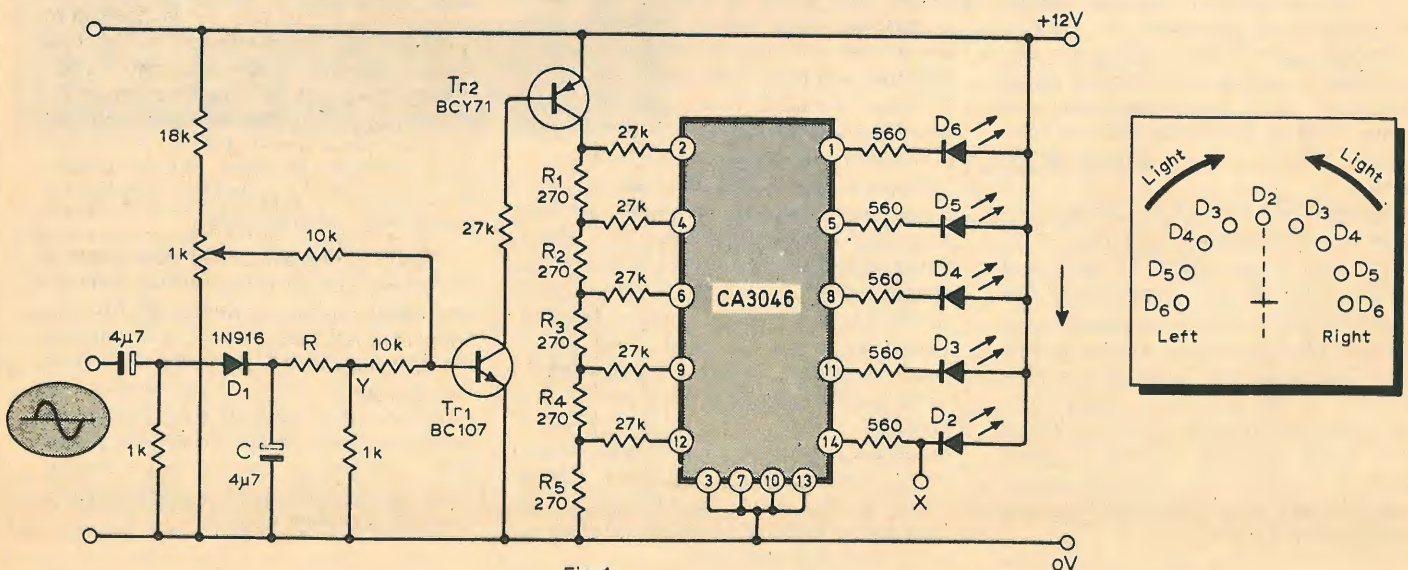 +12V
Tr2
BCY71
18k
27k
1
560
D6
2
R1
270
27k
4
5
560
D5
1k
10k
27k
R2
270
27k
6
CA3046
8
560
D4
R3
270
4µ7
1N916
D1
R
10k
Y
Tr1
BC107
27k
9
11
560
D3
R4
270
27k
12
14
560
D2
1k
C
4µ7
1k
R5
270
3 7 10 13
X
0V
Fig.1
Light Light
D2
D3 D3
D4 D4
D5 D5
D6 D6
Left Right